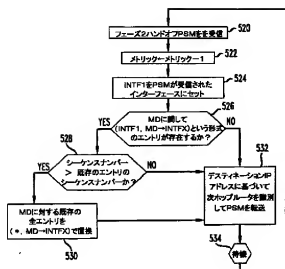 フェーズ2ハンドオフPSMを受信
520
メトリック←メトリック−1
522
INTF1をPSMが受信された
インターフェースにセット
524
MDに関して
(INTF1, MD→INTFX)という形式
のエントリが存在するか?
526
YES
NO
528
シーケンスナンバー
> 既存のエントリの
シーケンスナンバーか?
YES
NO
532
デスティネーションIP
アドレスに基づいて
次ホップルータを識別
してPSMを転送
MDに対する既存の
全エントリを
(*, MD→INTFX)で置換
530
534
待機